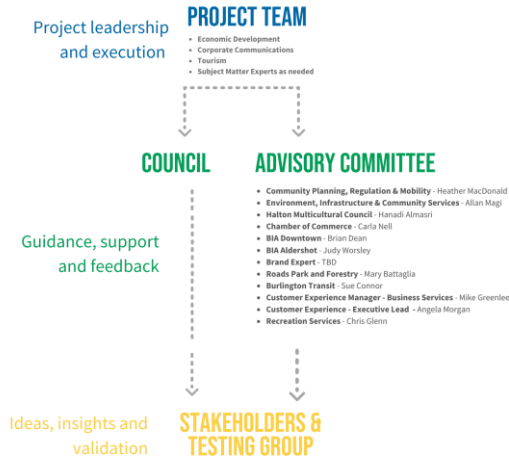 Project leadership
and execution
PROJECT TEAM
• Economic Development
• Corporate Communications
• Tourism
• Subject Matter Experts as needed
COUNCIL
ADVISORY COMMITTEE
Guidance, support
and feedback
• Community Planning, Regulation & Mobility - Heather MacDonald
• Environment, Infrastructure & Community Services - Allan Magi
• Halton Multicultural Council - Hanadi Almasri
• Chamber of Commerce - Carla Nell
• BIA Downtown - Brian Dean
• BIA Aldershot - Judy Worsley
• Brand Expert - TBD
• Roads Park and Forestry - Mary Battaglia
• Burlington Transit - Sue Connor
• Customer Experience Manager - Business Services - Mike Greenlee
• Customer Experience - Executive Lead - Angela Morgan
• Recreation Services - Chris Glenn
Ideas, insights and
validation
STAKEHOLDERS &
TESTING GROUP